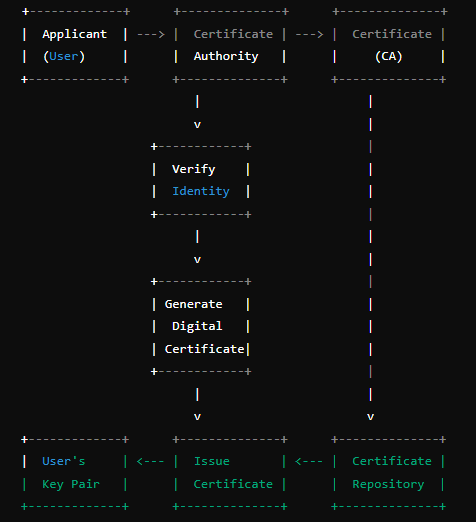 +-------------+      +--------------+      +--------------+
|  Applicant  | ---> |  Certificate | ---> |  Certificate |
|  (User)     |      |  Authority   |      |     (CA)     |
+-------------+      +--------------+      +--------------+
                        |                       |
                        v                       |
                  +------------+                |
                  |  Verify    |                |
                  |  Identity  |                |
                  +------------+                |
                        |                       |
                        v                       |
                  +------------+                |
                  | Generate   |                |
                  |  Digital   |                |
                  | Certificate|                |
                  +------------+                |
                        |                       |
                        v                       v
+-------------+      +--------------+      +--------------+
|  User's     | <--- |  Issue       | <--- |  Certificate |
|  Key Pair   |      |  Certificate |      |  Repository  |
+-------------+      +--------------+      +--------------+